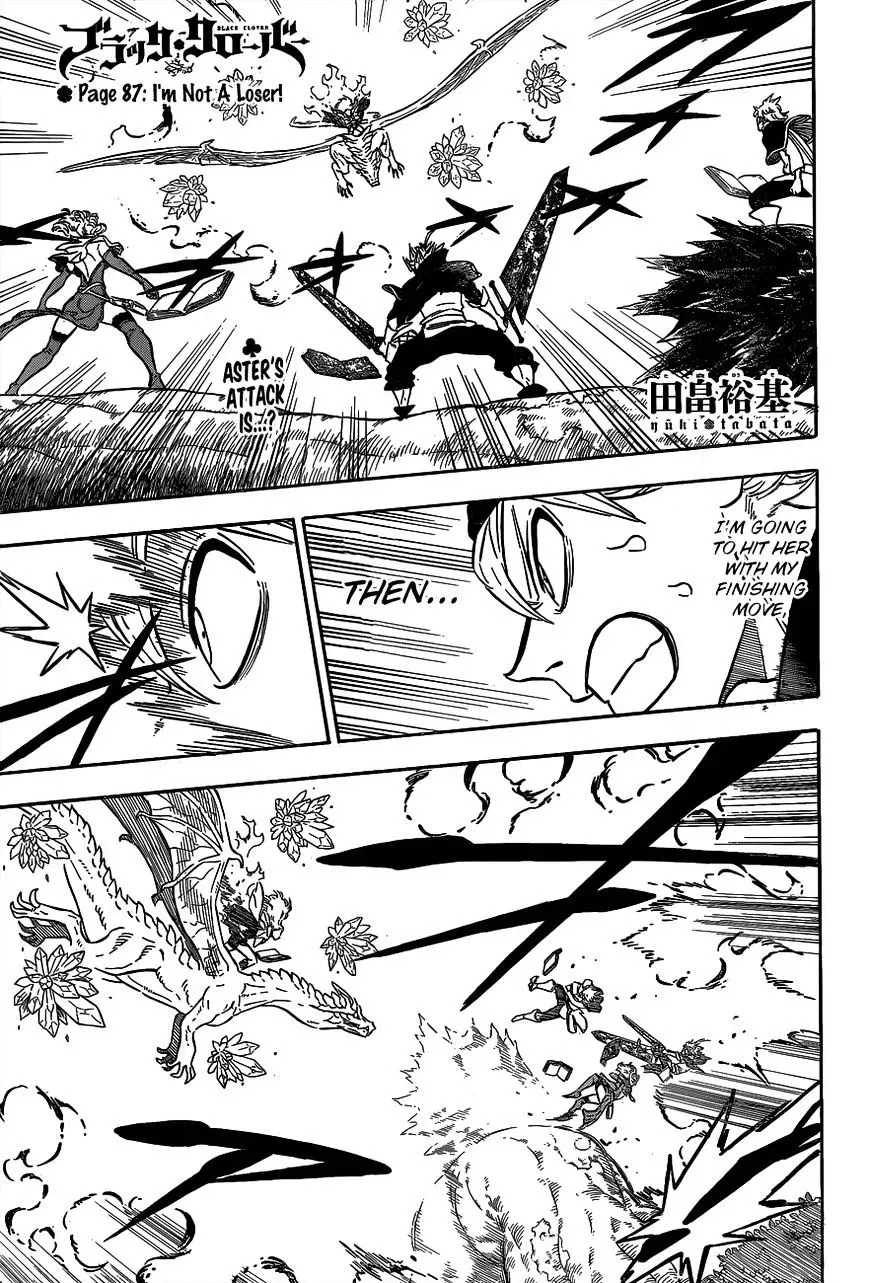 BLACK CLOVER
ブラック・クローバー
Page 87: I'm Not A Loser!
ASTER'S
ATTACK
IS...?
田畠裕基
yūki tabata
I'M GOING
TO HIT HER
WITH MY
FINISHING
MOVE,
THEN...